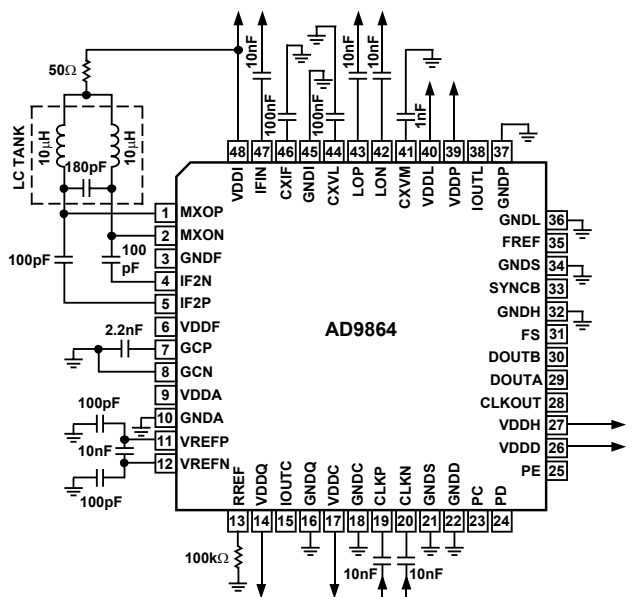 50Ω
LC TANK
10μH
10μH
180pF
100pF
100
pF
10nF
100nF
100nF
10nF
10nF
1nF
48 47 46 45 44 43 42 41 40 39 38 37
VDDI IFIN CXIF GNDI CXVL LOP LON CXVM VDDL VDDP IOUTL GNDP
1 MXOP
2 MXON
3 GNDF
4 IF2N
5 IF2P
6 VDDF
2.2nF
7 GCP
8 GCN
9 VDDA
10 GNDA
100pF
11 VREFP
10nF
12 VREFN
100pF
AD9864
GNDL 36
FREF 35
GNDS 34
SYNCB 33
GNDH 32
FS 31
DOUTB 30
DOUTA 29
CLKOUT 28
VDDH 27
VDDD 26
PE 25
RREF VDDQ IOUTC GNDQ VDDC GNDC CLKP CLKN GNDS GNDD PC PD
13 14 15 16 17 18 19 20 21 22 23 24
100kΩ
10nF
10nF